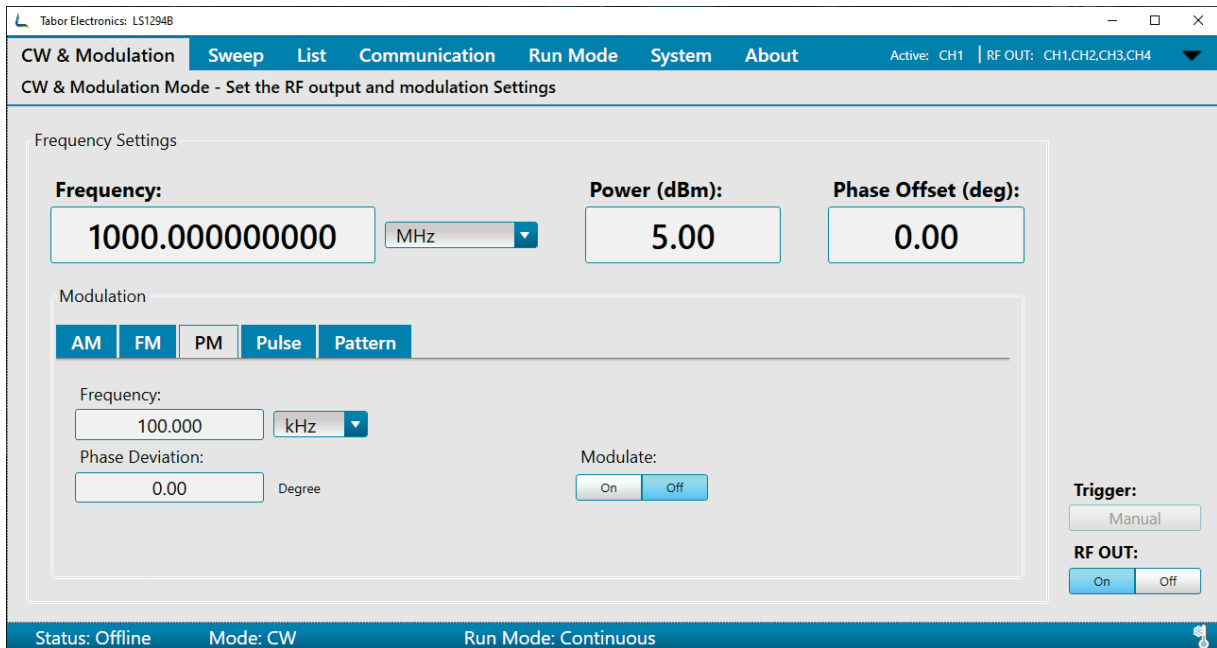 Tabor Electronics: LS1294B
CW & Modulation Sweep List Communication Run Mode System About Active: CH1 | RF OUT: CH1,CH2,CH3,CH4
CW & Modulation Mode - Set the RF output and modulation Settings
Frequency Settings
Frequency: Power (dBm): Phase Offset (deg):
1000.000000000 MHz 5.00 0.00
Modulation
AM FM PM Pulse Pattern
Frequency:
100.000 kHz
Phase Deviation: Modulate:
0.00 Degree On Off
Trigger:
Manual
RF OUT:
On Off
Status: Offline Mode: CW Run Mode: Continuous